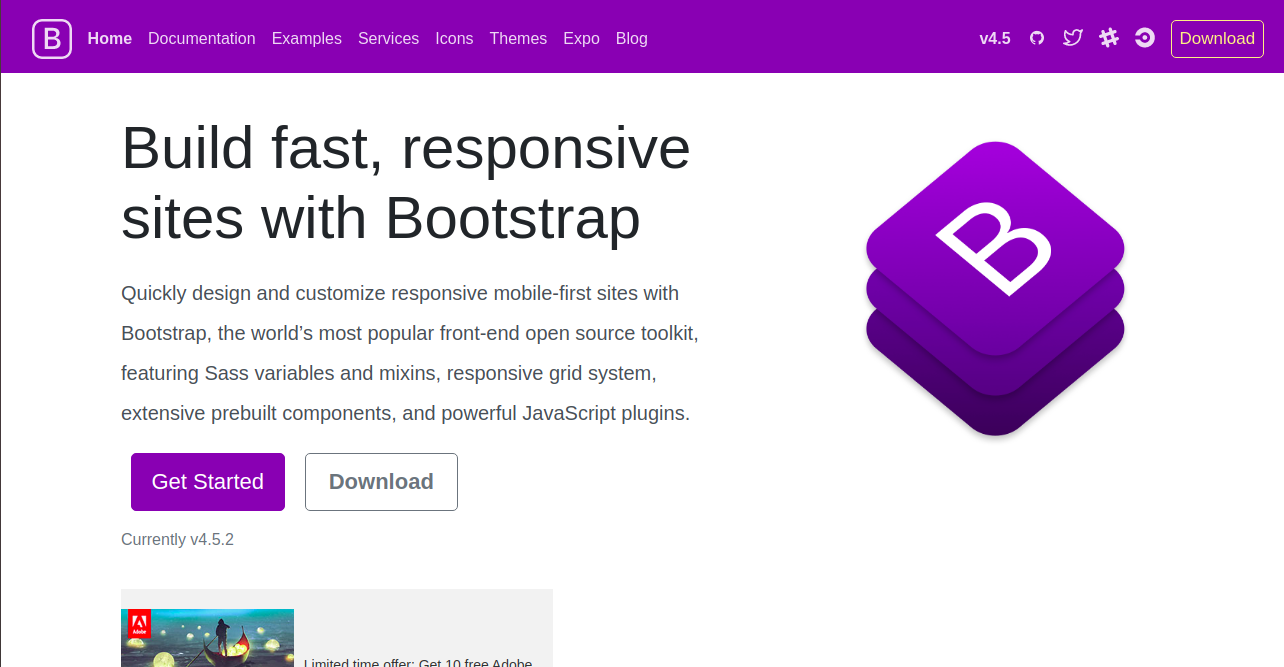 B Home Documentation Examples Services Icons Themes Expo Blog v4.5 Download
Build fast, responsive
sites with Bootstrap
B
Quickly design and customize responsive mobile-first sites with
Bootstrap, the world’s most popular front-end open source toolkit,
featuring Sass variables and mixins, responsive grid system,
extensive prebuilt components, and powerful JavaScript plugins.
Get Started Download
Currently v4.5.2
Adobe
Limited time offer: Get 10 free Adobe